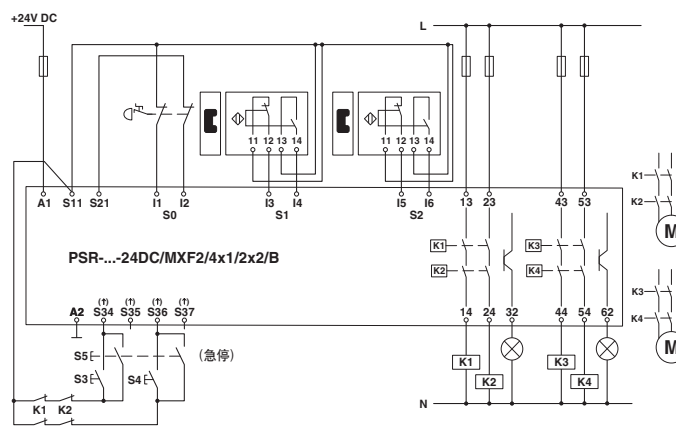 +24V DC
L
11 12 13 14
11 12 13 14
A1 S11 S21 I1 I2 I3 I4 I5 I6 13 23 43 53
S0 S1 S2
K1
K2
K1 K3
K2 K4
M
PSR-...-24DC/MXF2/4x1/2x2/B
A2 S34 S35 S36 S37
(↑) (↑) (↑) (↑)
14 24 32 44 54 62
K3
K4
M
S5 (急停)
S3 S4
K1 K3
K2 K4
K1 K2
N